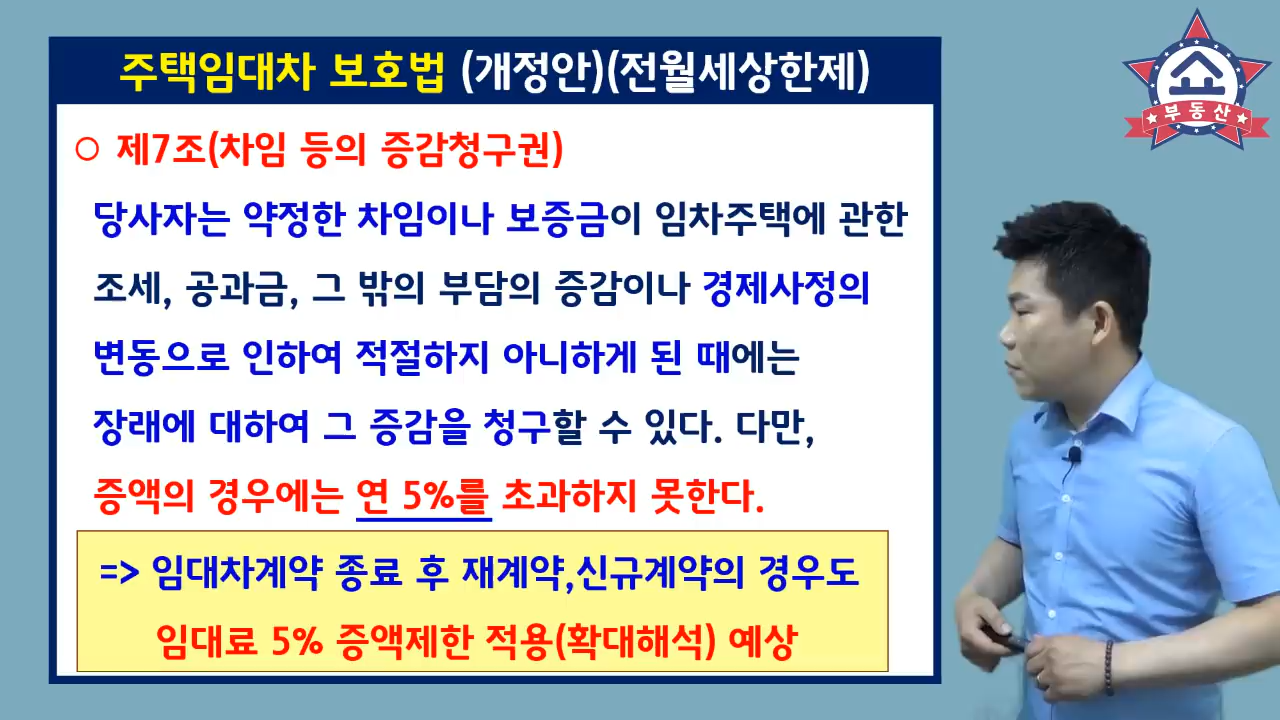 주택임대차 보호법 (개정안)(전월세상한제)
부동산
○ 제7조(차임 등의 증감청구권)
당사자는 약정한 차임이나 보증금이 임차주택에 관한
조세, 공과금, 그 밖의 부담의 증감이나 경제사정의
변동으로 인하여 적절하지 아니하게 된 때에는
장래에 대하여 그 증감을 청구할 수 있다. 다만,
증액의 경우에는 연 5%를 초과하지 못한다.
=> 임대차계약 종료 후 재계약,신규계약의 경우도
임대료 5% 증액제한 적용(확대해석) 예상